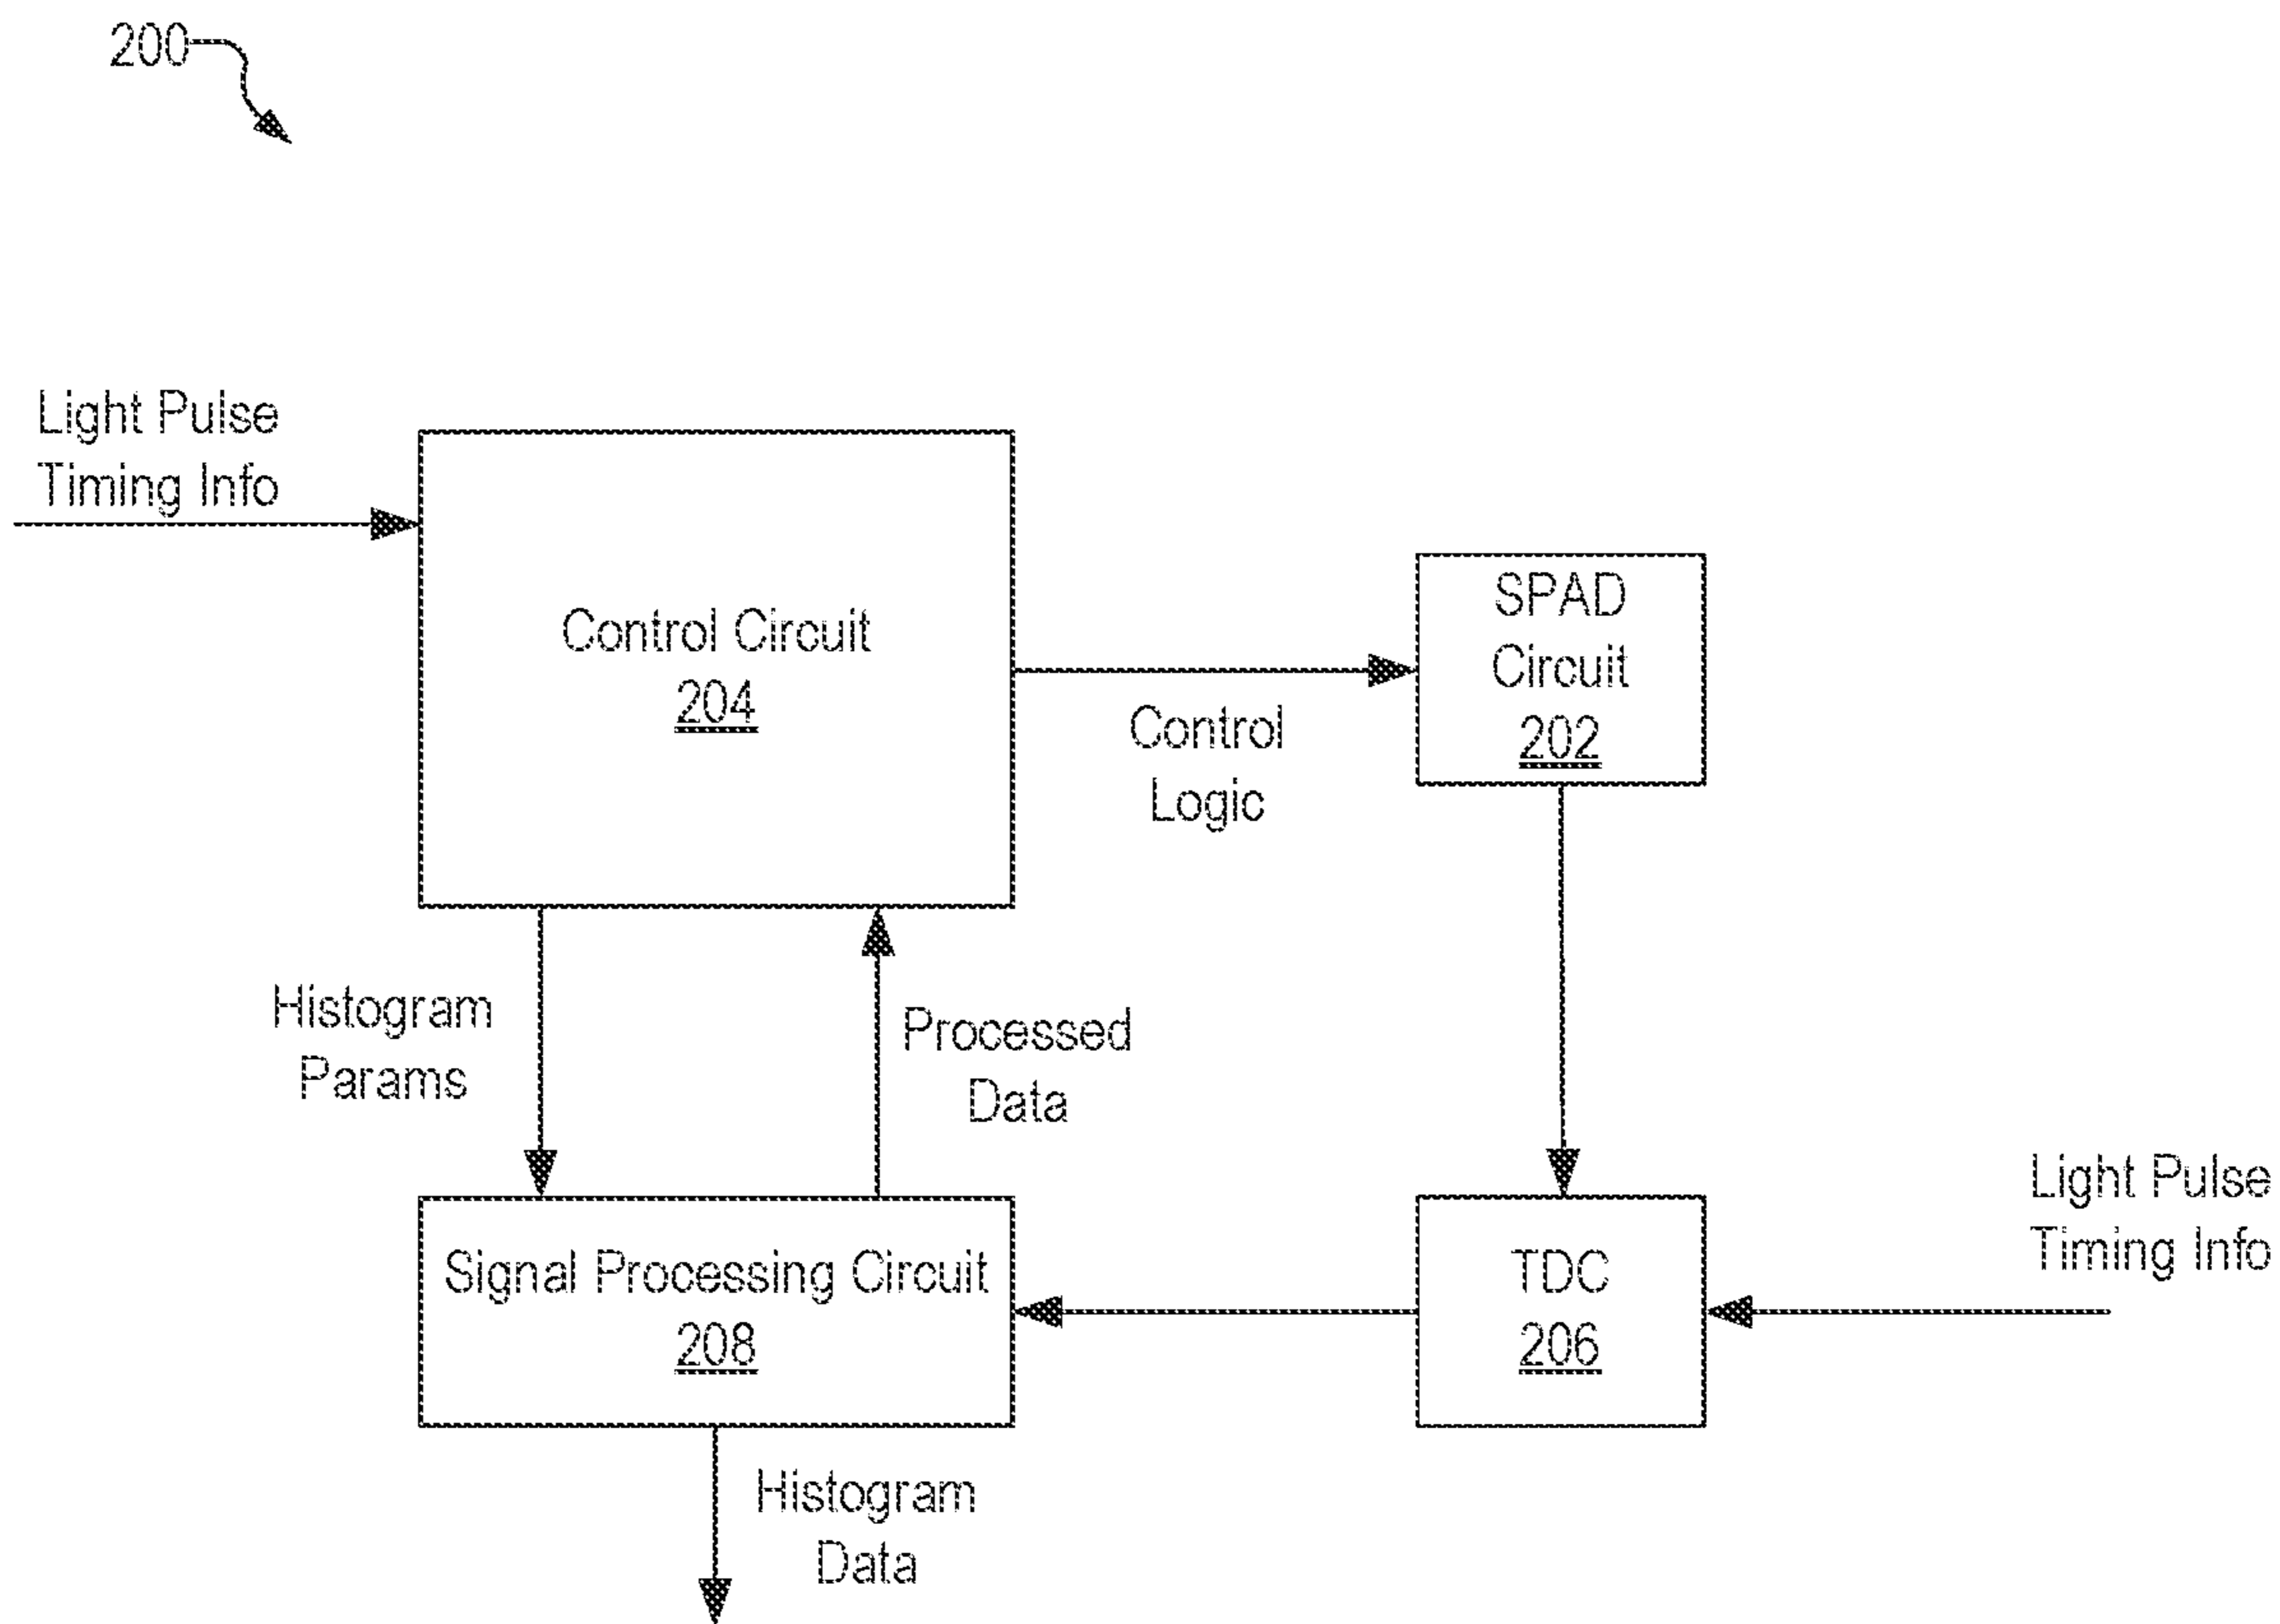 200
Light Pulse
Timing Info
Control Circuit
204
SPAD
Circuit
202
Control
Logic
Histogram
Params
Processed
Data
Light Pulse
Timing Info
Signal Processing Circuit
208
TDC
206
Histogram
Data